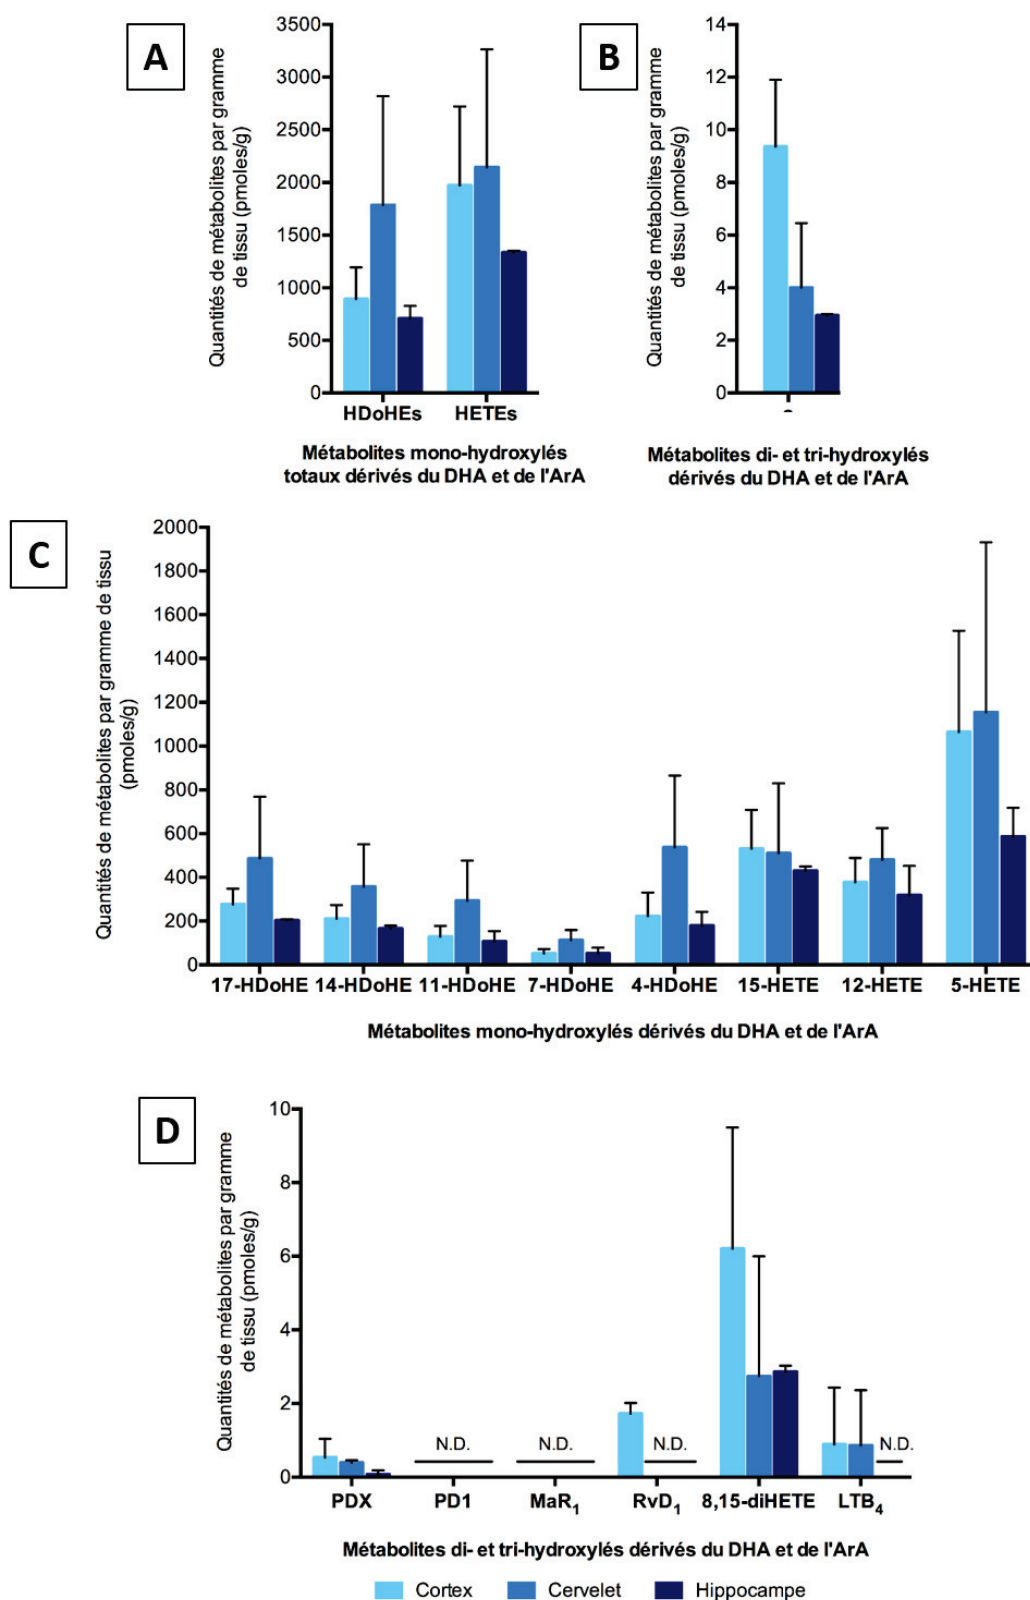 A
Quantités de métabolites par gramme
de tissu (pmoles/g)
3500
3000
2500
2000
1500
1000
500
0
HDoHEs HETEs
Métabolites mono-hydroxylés
totaux dérivés du DHA et de l'ArA
B
Quantités de métabolites par gramme
de tissu (pmoles/g)
14
12
10
8
6
4
2
0
Métabolites di- et tri-hydroxylés
dérivés du DHA et de l'ArA
C
Quantités de métabolites par gramme de tissu
(pmoles/g)
2000
1800
1600
1400
1200
1000
800
600
400
200
0
17-HDoHE 14-HDoHE 11-HDoHE 7-HDoHE 4-HDoHE 15-HETE 12-HETE 5-HETE
Métabolites mono-hydroxylés dérivés du DHA et de l'ArA
D
Quantités de métabolites par gramme
de tissu (pmoles/g)
10
8
6
4
2
0
N.D. N.D. N.D. N.D.
PDX PD1 MaR1 RvD1 8,15-diHETE LTB4
Métabolites di- et tri-hydroxylés dérivés du DHA et de l'ArA
Cortex Cervelet Hippocampe